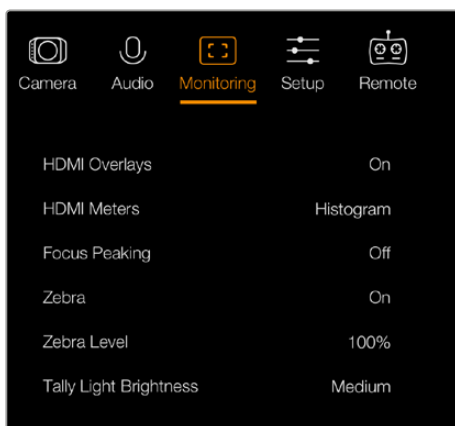 Camera Audio Monitoring Setup Remote
HDMI Overlays On
HDMI Meters Histogram
Focus Peaking Off
Zebra On
Zebra Level 100%
Tally Light Brightness Medium